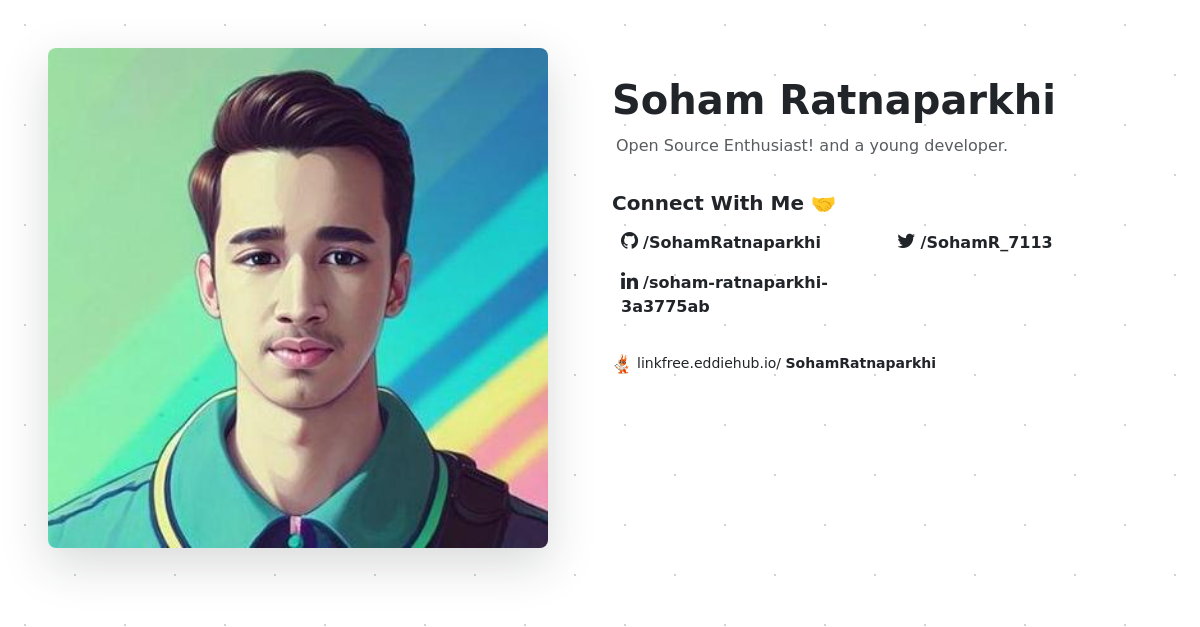 Soham Ratnaparkhi
Open Source Enthusiast! and a young developer.
Connect With Me 🤝
/SohamRatnaparkhi
/SohamR_7113
/soham-ratnaparkhi-
3a3775ab
linkfree.eddiehub.io/ SohamRatnaparkhi